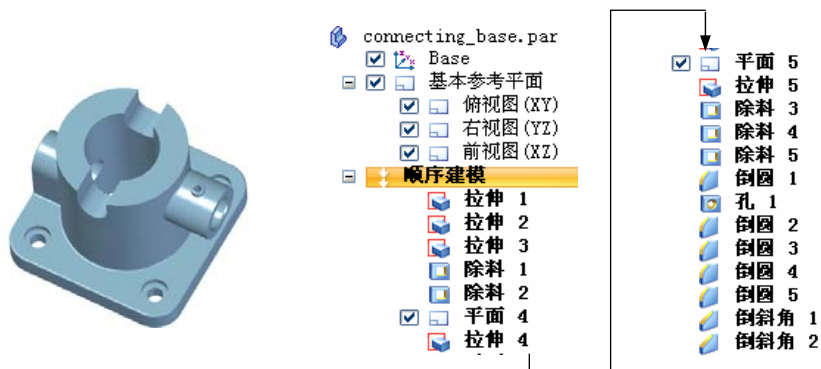 connecting_base.par
Base
基本参考平面
俯视图(XY)
右视图(YZ)
前视图(XZ)
顺序建模
拉伸 1
拉伸 2
拉伸 3
除料 1
除料 2
平面 4
拉伸 4
平面 5
拉伸 5
除料 3
除料 4
除料 5
倒圆 1
孔 1
倒圆 2
倒圆 3
倒圆 4
倒圆 5
倒斜角 1
倒斜角 2